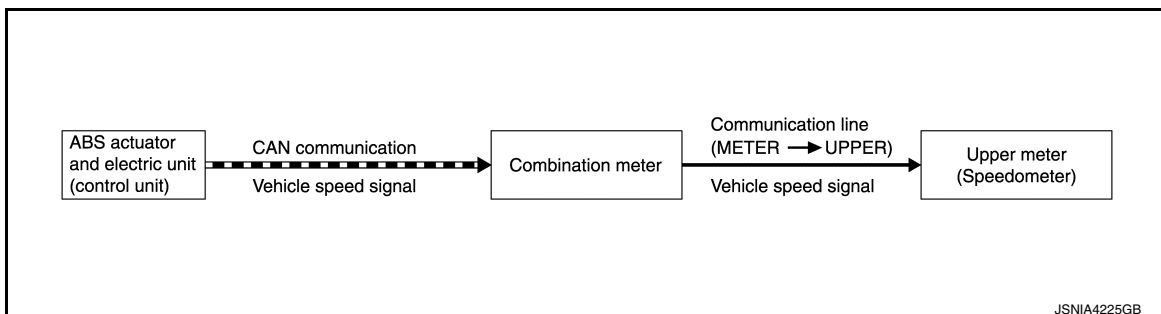 ABS actuator
and electric unit
(control unit)
CAN communication
Vehicle speed signal
Combination meter
Communication line
(METER → UPPER)
Vehicle speed signal
Upper meter
(Speedometer)
JSNIA4225GB